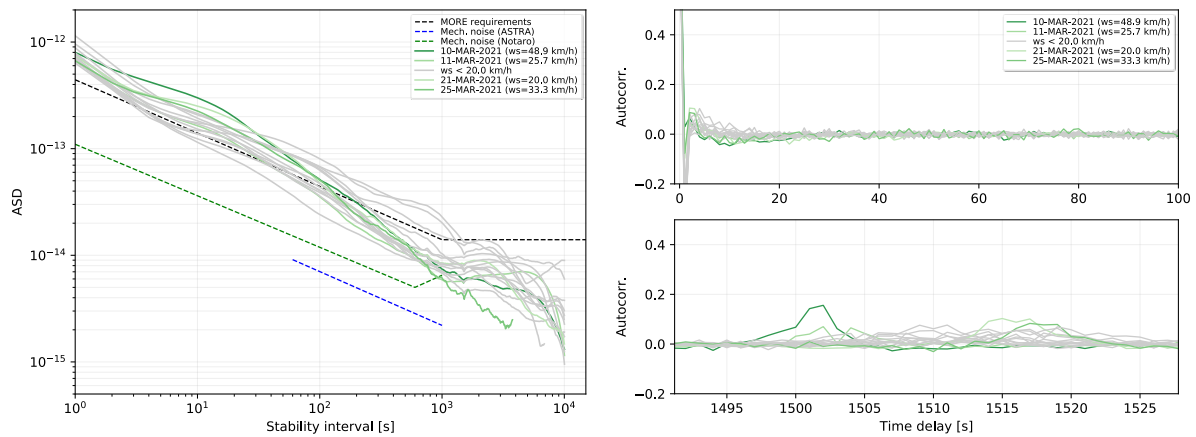 MORE requirements
Mech. noise (ASTRA)
Mech. noise (Notaro)
10-MAR-2021 (ws=48.9 km/h)
11-MAR-2021 (ws=25.7 km/h)
ws < 20.0 km/h
21-MAR-2021 (ws=20.0 km/h)
25-MAR-2021 (ws=33.3 km/h)
10⁻¹²
10⁻¹³
10⁻¹⁴
10⁻¹⁵
ASD
10⁰ 10¹ 10² 10³ 10⁴
Stability interval [s]
10-MAR-2021 (ws=48.9 km/h)
11-MAR-2021 (ws=25.7 km/h)
ws < 20.0 km/h
21-MAR-2021 (ws=20.0 km/h)
25-MAR-2021 (ws=33.3 km/h)
0.4
0.2
0.0
−0.2
Autocorr.
0 20 40 60 80 100
0.4
0.2
0.0
−0.2
Autocorr.
1495 1500 1505 1510 1515 1520 1525
Time delay [s]